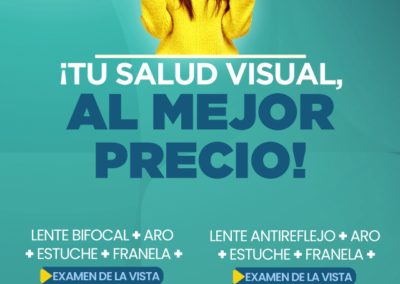 ¡TU SALUD VISUAL,
AL MEJOR
PRECIO!
LENTE BIFOCAL + ARO
+ ESTUCHE + FRANELA +
EXAMEN DE LA VISTA
LENTE ANTIREFLEJO + ARO
+ ESTUCHE + FRANELA +
EXAMEN DE LA VISTA